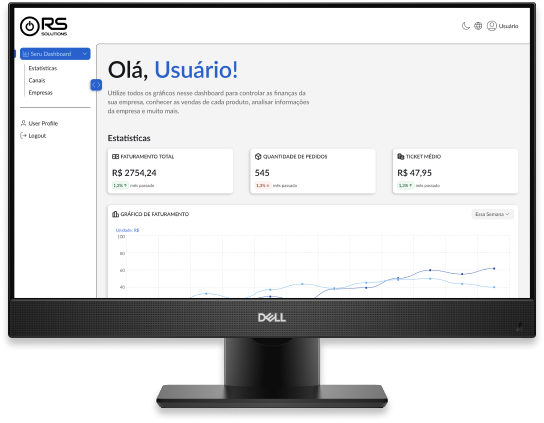 ORS
SOLUTIONS
Usuário
Seru Dashboard
Estatísticas
Canais
Empresas
User Profile
Logout
Olá, Usuário!
Utilize todos os gráficos nesse dashboard para controlar as finanças da
sua empresa, conhecer as vendas de cada produto, analisar informações
da empresa e muito mais.
Estatísticas
FATURAMENTO TOTAL
R$ 2754,24
1,2% mês passado
QUANTIDADE DE PEDIDOS
545
1,2% mês passado
TICKET MÉDIO
R$ 47,95
1,2% mês passado
GRÁFICO DE FATURAMENTO
Essa Semana
Unidade: R$
100
80
60
40
DELL